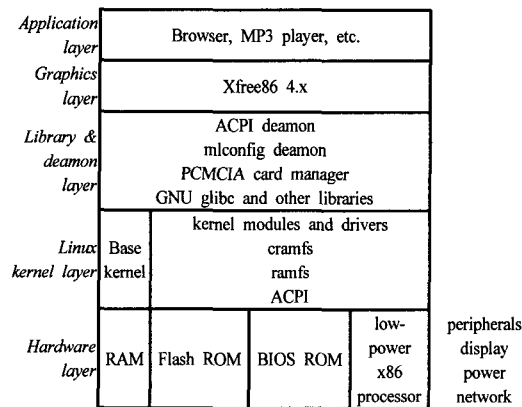 Application
layer
Browser, MP3 player, etc.
Graphics
layer
Xfree86 4.x
Library &
deamon
layer
ACPI deamon
mlconfig deamon
PCMCIA card manager
GNU glibc and other libraries
Linux
kernel layer
Base
kernel
kernel modules and drivers
cramfs
ramfs
ACPI
Hardware
layer
RAM
Flash ROM
BIOS ROM
low-
power
x86
processor
peripherals
display
power
network